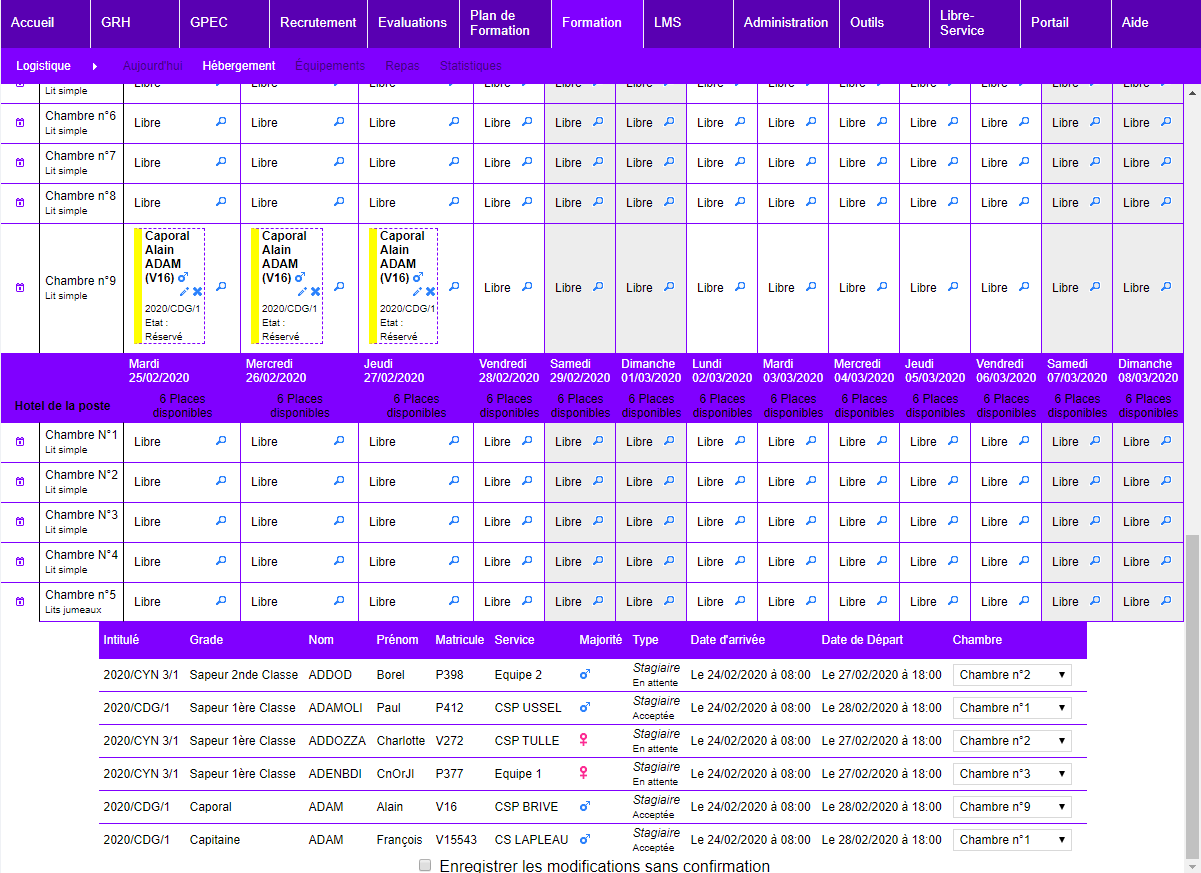 Accueil GRH GPEC Recrutement Evaluations Plan de Formation Formation LMS Administration Outils Libre-Service Portail Aide
Logistique Aujourd'hui Hébergement Équipements Repas Statistiques
Lit simple Libre Libre Libre Libre Libre Libre Libre Libre Libre Libre Libre Libre Libre
Chambre n°6 Libre Libre Libre Libre Libre Libre Libre Libre Libre Libre Libre Libre Libre
Lit simple
Chambre n°7 Libre Libre Libre Libre Libre Libre Libre Libre Libre Libre Libre Libre Libre
Lit simple
Chambre n°8 Libre Libre Libre Libre Libre Libre Libre Libre Libre Libre Libre Libre Libre
Lit simple
Caporal Caporal Caporal
Alain Alain Alain
ADAM ADAM ADAM
(V16) (V16) (V16)
Chambre n°9 Libre Libre Libre Libre Libre Libre Libre Libre Libre Libre
Lit simple
2020/CDG/1 2020/CDG/1 2020/CDG/1
Etat : Etat : Etat :
Réservé Réservé Réservé
Mardi Mercredi Jeudi Vendredi Samedi Dimanche Lundi Mardi Mercredi Jeudi Vendredi Samedi Dimanche
25/02/2020 26/02/2020 27/02/2020 28/02/2020 29/02/2020 01/03/2020 02/03/2020 03/03/2020 04/03/2020 05/03/2020 06/03/2020 07/03/2020 08/03/2020
Hotel de la poste
6 Places 6 Places 6 Places 6 Places 6 Places 6 Places 6 Places 6 Places 6 Places 6 Places 6 Places 6 Places 6 Places
disponibles disponibles disponibles disponibles disponibles disponibles disponibles disponibles disponibles disponibles disponibles disponibles disponibles
Chambre N°1 Libre Libre Libre Libre Libre Libre Libre Libre Libre Libre Libre Libre Libre
Lit simple
Chambre N°2 Libre Libre Libre Libre Libre Libre Libre Libre Libre Libre Libre Libre Libre
Lit simple
Chambre N°3 Libre Libre Libre Libre Libre Libre Libre Libre Libre Libre Libre Libre Libre
Lit simple
Chambre N°4 Libre Libre Libre Libre Libre Libre Libre Libre Libre Libre Libre Libre Libre
Lit simple
Chambre n°5 Libre Libre Libre Libre Libre Libre Libre Libre Libre Libre Libre Libre Libre
Lits jumeaux
Intitulé Grade Nom Prénom Matricule Service Majorité Type Date d'arrivée Date de Départ Chambre
2020/CYN 3/1 Sapeur 2nde Classe ADDOD Borel P398 Equipe 2 Stagiaire En attente Le 24/02/2020 à 08:00 Le 27/02/2020 à 18:00 Chambre n°2
2020/CDG/1 Sapeur 1ère Classe ADAMOLI Paul P412 CSP USSEL Stagiaire Acceptée Le 24/02/2020 à 08:00 Le 28/02/2020 à 18:00 Chambre n°1
2020/CYN 3/1 Sapeur 1ère Classe ADDOZZA Charlotte V272 CSP TULLE Stagiaire En attente Le 24/02/2020 à 08:00 Le 27/02/2020 à 18:00 Chambre n°2
2020/CYN 3/1 Sapeur 1ère Classe ADENBDI CnOrJl P377 Equipe 1 Stagiaire En attente Le 24/02/2020 à 08:00 Le 27/02/2020 à 18:00 Chambre n°3
2020/CDG/1 Caporal ADAM Alain V16 CSP BRIVE Stagiaire Acceptée Le 24/02/2020 à 08:00 Le 28/02/2020 à 18:00 Chambre n°9
2020/CDG/1 Capitaine ADAM François V15543 CS LAPLEAU Stagiaire Acceptée Le 24/02/2020 à 08:00 Le 28/02/2020 à 18:00 Chambre n°1
Enregistrer les modifications sans confirmation